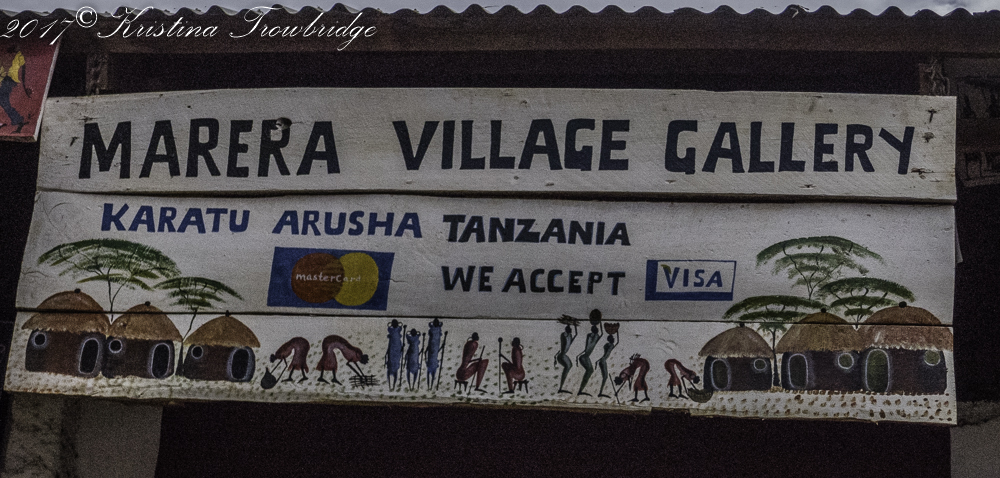 2017© Kristina Trowbridge
MARERA VILLAGE GALLERY
KARATU ARUSHA TANZANIA
masterCard WE ACCEPT VISA